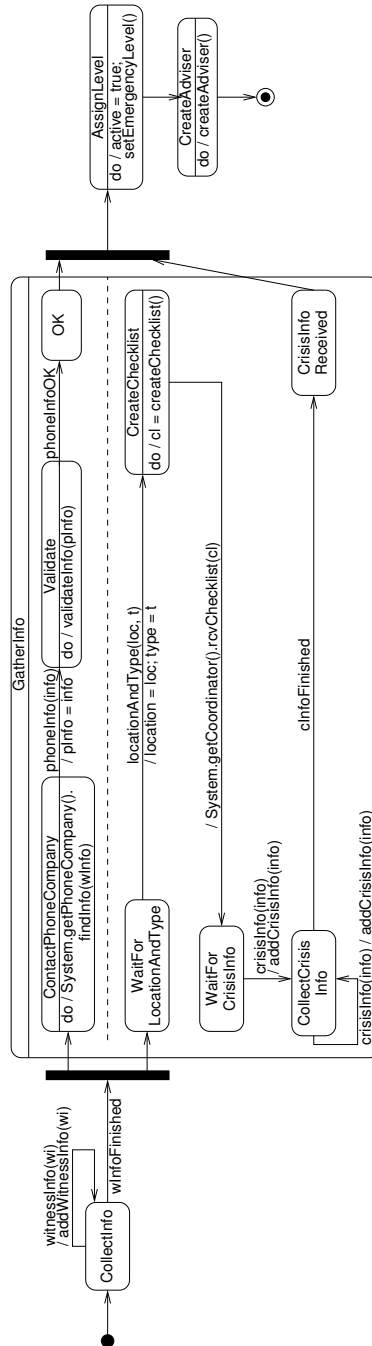 CollectInfo
witnessInfo(wi)
/ addWitnessInfo(wi)
wInfoFinished
GatherInfo
ContactPhoneCompany
do / System.getPhoneCompany().
findInfo(wInfo)
phoneInfo(info)
/ pInfo = info
Validate
do / validateInfo(pInfo)
phoneInfoOK
OK
WaitFor
LocationAndType
locationAndType(loc, t)
/ location = loc; type = t
CreateChecklist
do / cl = createChecklist()
/ System.getCoordinator().rcvChecklist(cl)
WaitFor
CrisisInfo
crisisInfo(info)
/ addCrisisInfo(info)
CollectCrisis
Info
crisisInfo(info) / addCrisisInfo(info)
cInfoFinished
CrisisInfo
Received
AssignLevel
do / active = true;
setEmergencyLevel()
CreateAdviser
do / createAdviser()